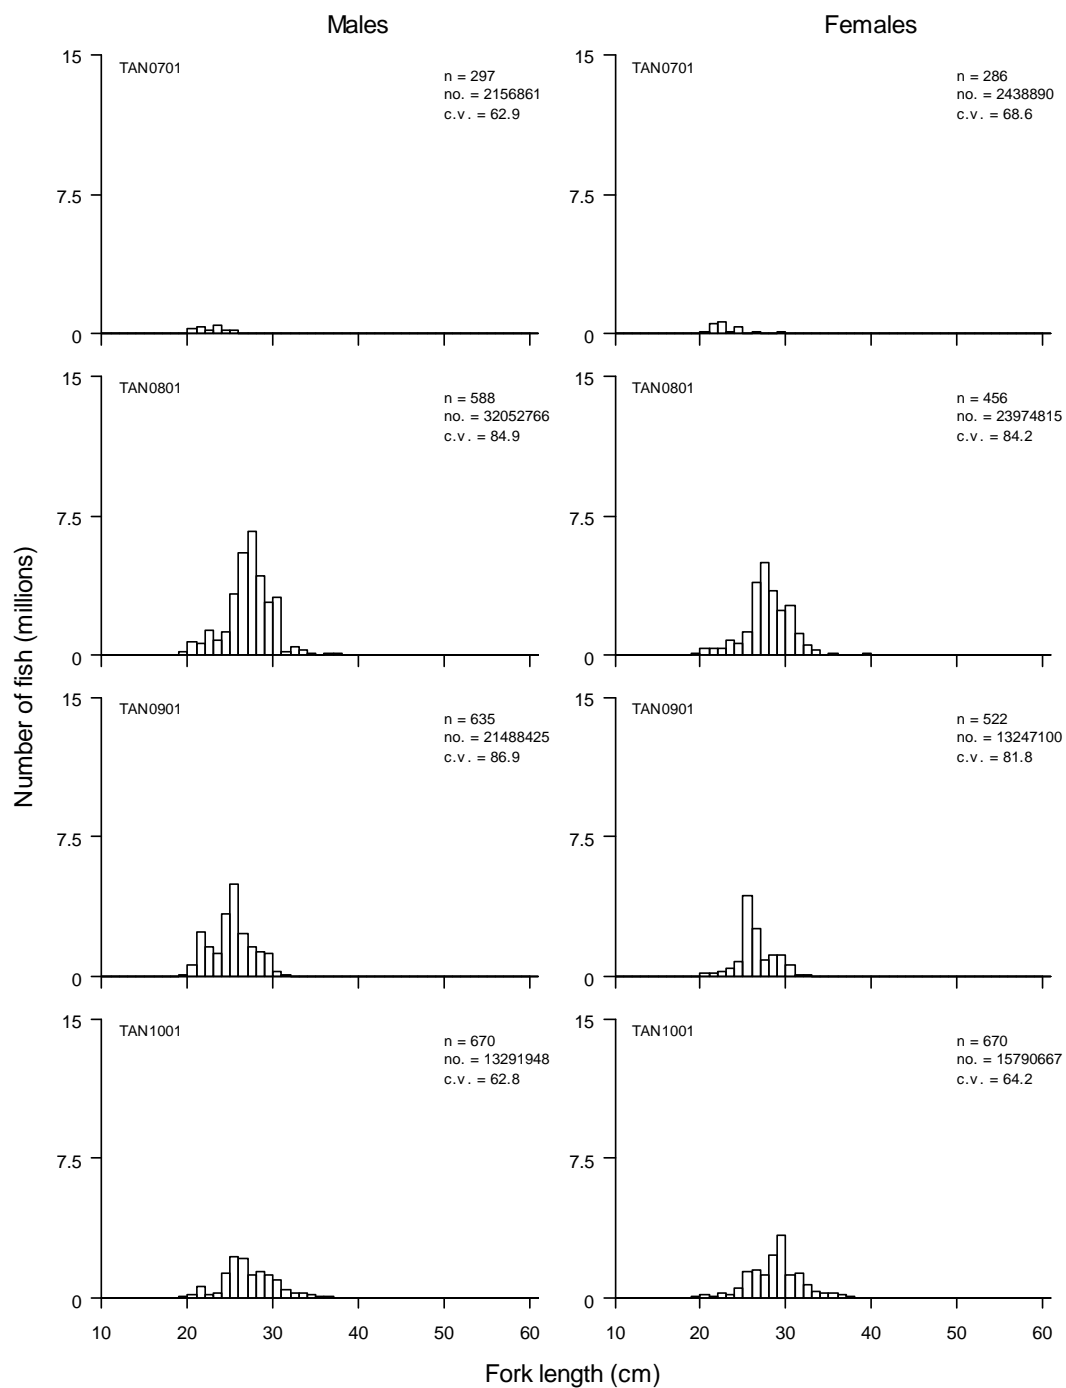 Males
Females
15
TAN0701
n = 297
no. = 2156861
c.v. = 62.9
7.5
0
15
TAN0701
n = 286
no. = 2438890
c.v. = 68.6
7.5
0
15
TAN0801
n = 588
no. = 32052766
c.v. = 84.9
7.5
0
15
TAN0801
n = 456
no. = 23974815
c.v. = 84.2
7.5
0
Number of fish (millions)
15
TAN0901
n = 635
no. = 21488425
c.v. = 86.9
7.5
0
15
TAN0901
n = 522
no. = 13247100
c.v. = 81.8
7.5
0
15
TAN1001
n = 670
no. = 13291948
c.v. = 62.8
7.5
0
10 20 30 40 50 60
15
TAN1001
n = 670
no. = 15790667
c.v. = 64.2
7.5
0
10 20 30 40 50 60
Fork length (cm)